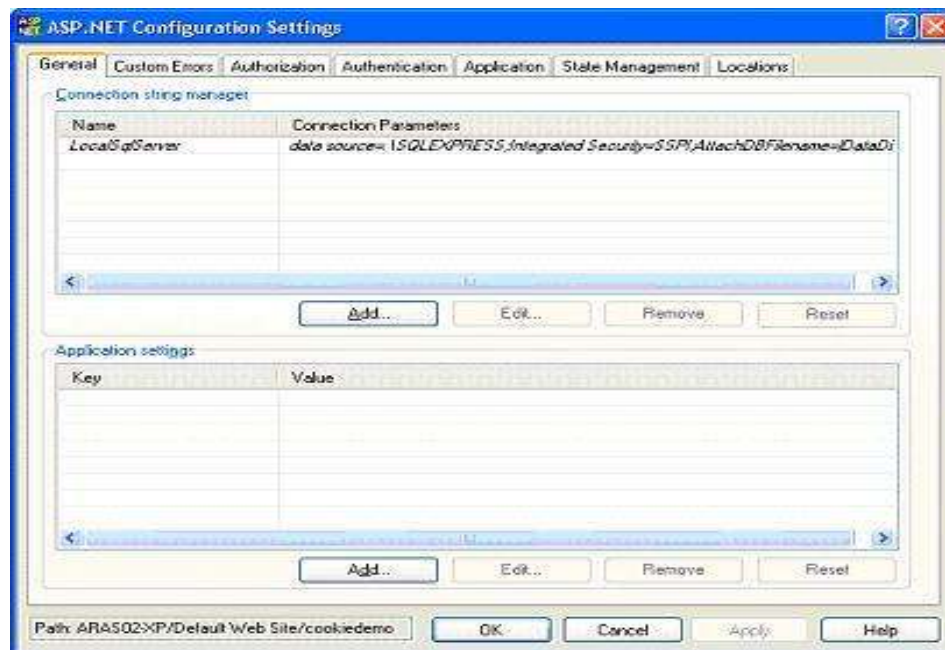 ASP.NET Configuration Settings
General Custom Errors Authorization Authentication Application State Management Locations
Connection string manager
Name Connection Parameters
LocalSqlServer data source=.\SQLEXPRESS;Integrated Security=SSPI;AttachDBFilename=|DataDi
Add... Edit... Remove Reset
Application settings
Key Value
Add... Edit... Remove Reset
Path: ARAS02-XP/Default Web Site/cookiedemo OK Cancel Apply Help